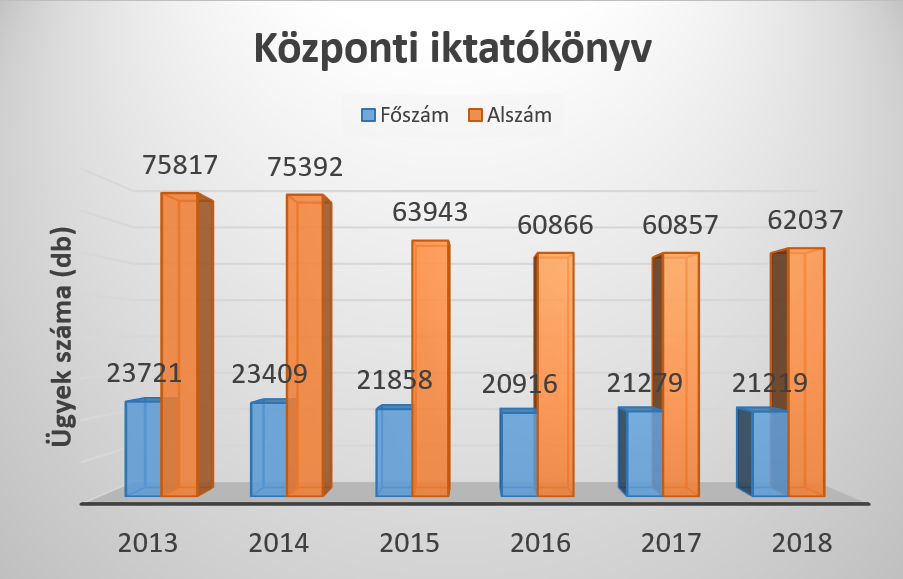 Központi iktatókönyv
Főszám Alszám
Ügyek száma (db)
75817 75392 63943 60866 60857 62037
23721 23409 21858 20916 21279 21219
2013 2014 2015 2016 2017 2018